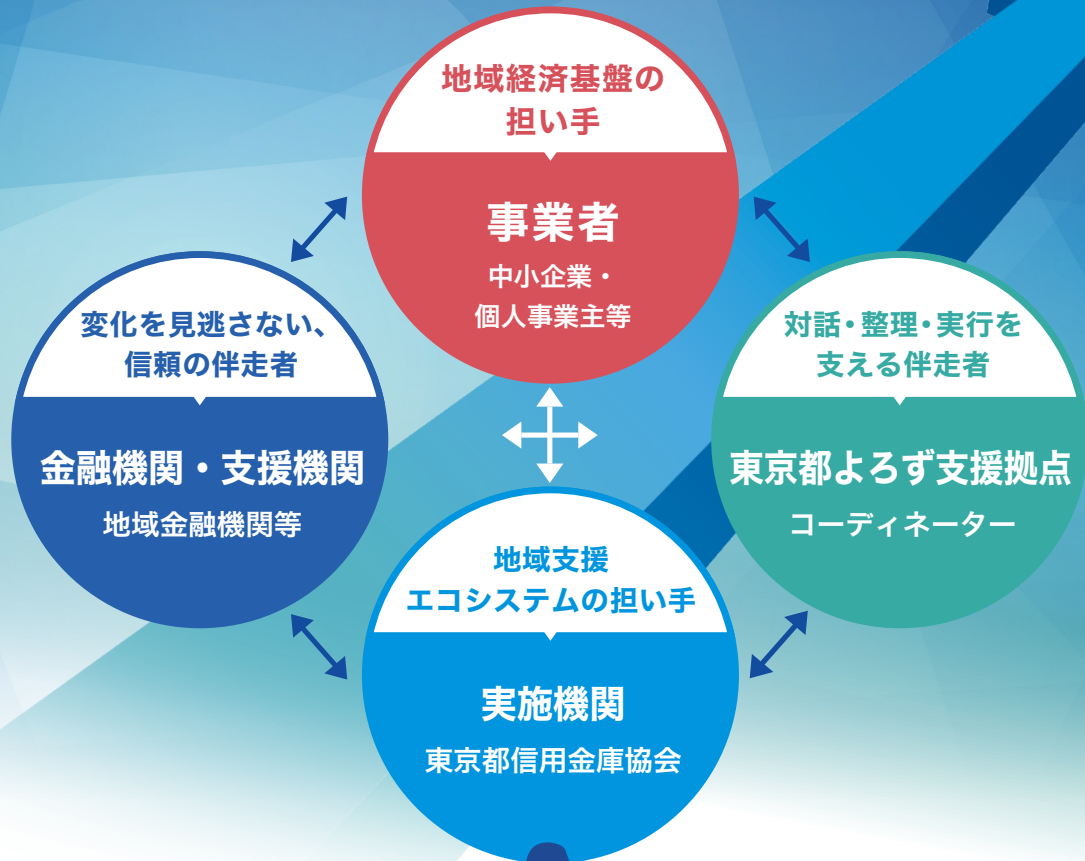 地域経済基盤の
担い手
事業者
中小企業・
個人事業主等
変化を見逃さない、
信頼の伴走者
金融機関・支援機関
地域金融機関等
対話・整理・実行を
支える伴走者
東京都よろず支援拠点
コーディネーター
地域支援
エコシステムの担い手
実施機関
東京都信用金庫協会